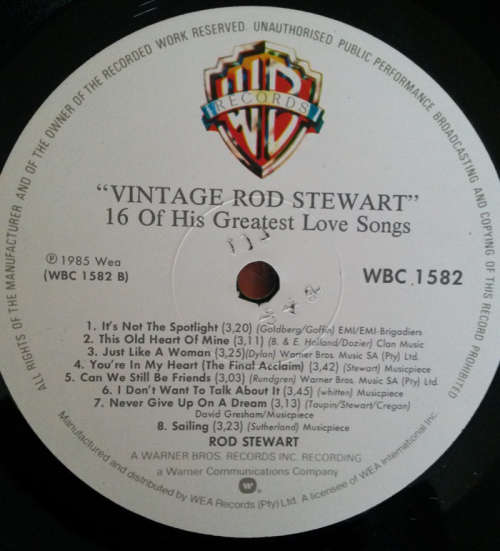 ALL RIGHTS OF THE MANUFACTURER AND OF THE OWNER OF THE RECORDED WORK RESERVED. UNAUTHORISED PUBLIC PERFORMANCE BROADCASTING AND COPYING OF THIS RECORD PROHIBITED
WB
RECORDS
"VINTAGE ROD STEWART"
16 Of His Greatest Love Songs
℗ 1985 Wea
(WBC 1582 B)
WBC 1582
1. It's Not The Spotlight (3,20) (Goldberg/Goffin) EMI/EMI-Brigadiers
2. This Old Heart Of Mine (3,11) (B. & E. Holland/Dozier) Clan Music
3. Just Like A Woman (3,25) (Dylan) Warner Bros. Music SA (Pty) Ltd.
4. You're In My Heart (The Final Acclaim) (3,42) (Stewart) Musicpiece
5. Can We Still Be Friends (3,03) (Rundgren) Warner Bros. Music SA (Pty) Ltd.
6. I Don't Want To Talk About It (3,45) (whitten) Musicpiece
7. Never Give Up On A Dream (3,13) (Taupin/Stewart/Cregan)
David Gresham/Musicpiece
8. Sailing (3,23) (Sutherland) Musicpiece
ROD STEWART
A WARNER BROS. RECORDS INC. RECORDING
a Warner Communications Company
Manufactured and distributed by WEA Records (Pty) Ltd. A licensee of WEA International Inc.